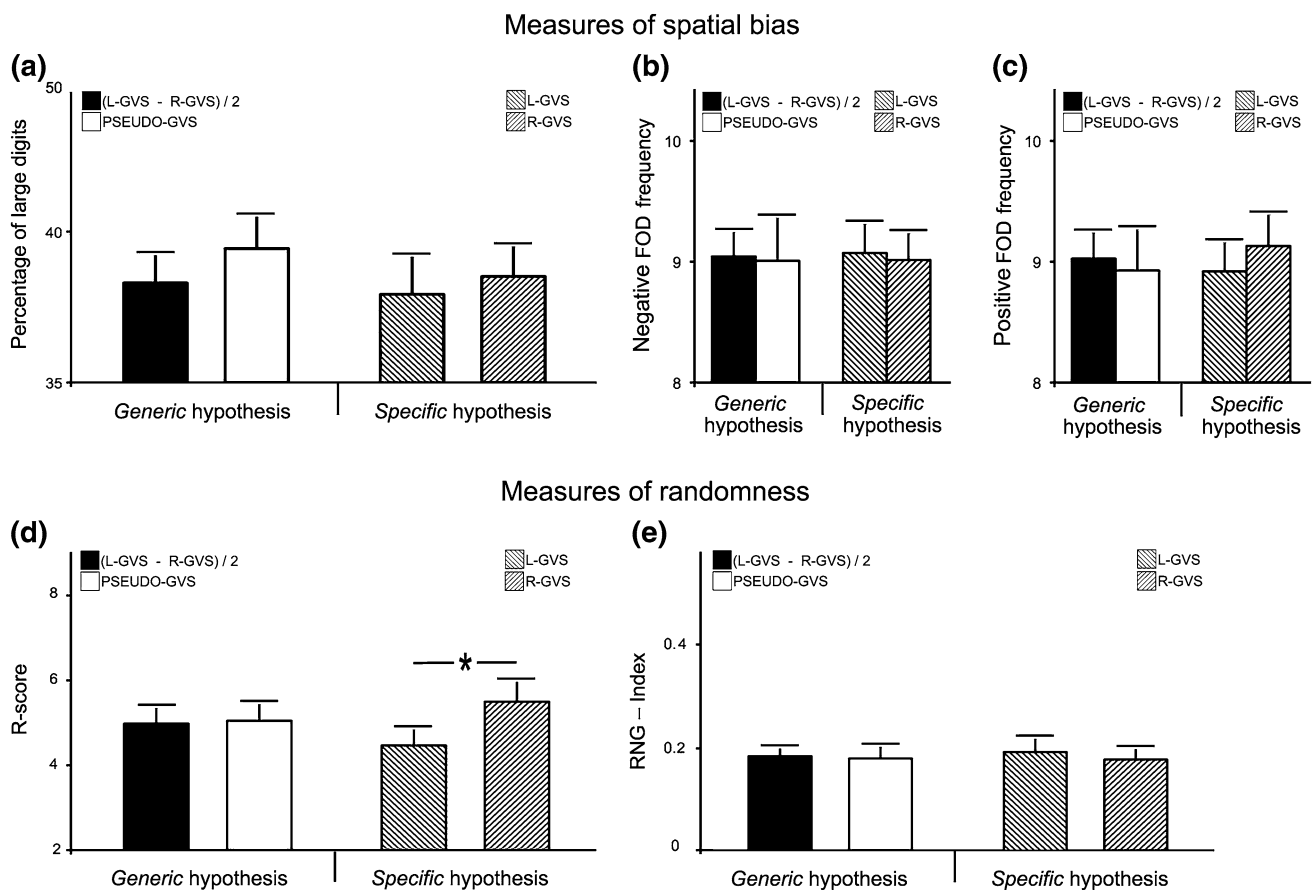 Measures of spatial bias
(a)
50
40
35
Percentage of large digits
(L-GVS - R-GVS) / 2
PSEUDO-GVS
L-GVS
R-GVS
Generic hypothesis
Specific hypothesis
(b)
10
9
8
Negative FOD frequency
(L-GVS - R-GVS) / 2
PSEUDO-GVS
L-GVS
R-GVS
Generic
hypothesis
Specific
hypothesis
(c)
10
9
8
Positive FOD frequency
(L-GVS - R-GVS) / 2
PSEUDO-GVS
L-GVS
R-GVS
Generic
hypothesis
Specific
hypothesis
Measures of randomness
(d)
8
6
4
2
R-score
(L-GVS - R-GVS) / 2
PSEUDO-GVS
L-GVS
R-GVS
*
Generic hypothesis
Specific hypothesis
(e)
0.4
0.2
0
RNG – Index
(L-GVS - R-GVS) / 2
PSEUDO-GVS
L-GVS
R-GVS
Generic hypothesis
Specific hypothesis